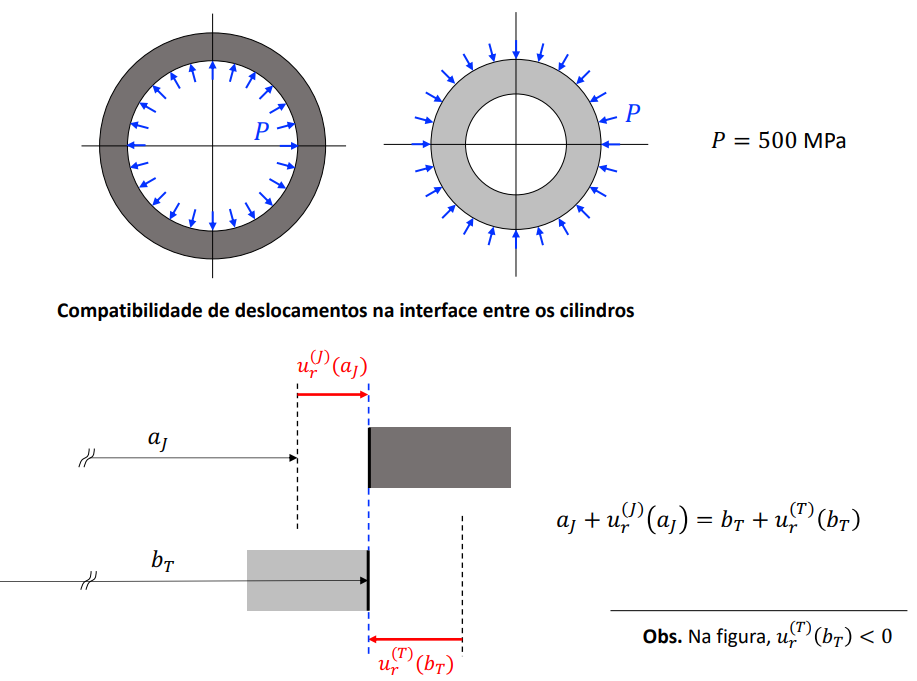 P
P
P = 500 MPa
Compatibilidade de deslocamentos na interface entre os cilindros
u_r^{(J)}(a_J)
a_J
a_J + u_r^{(J)}(a_J) = b_T + u_r^{(T)}(b_T)
b_T
Obs. Na figura, u_r^{(T)}(b_T) < 0
u_r^{(T)}(b_T)